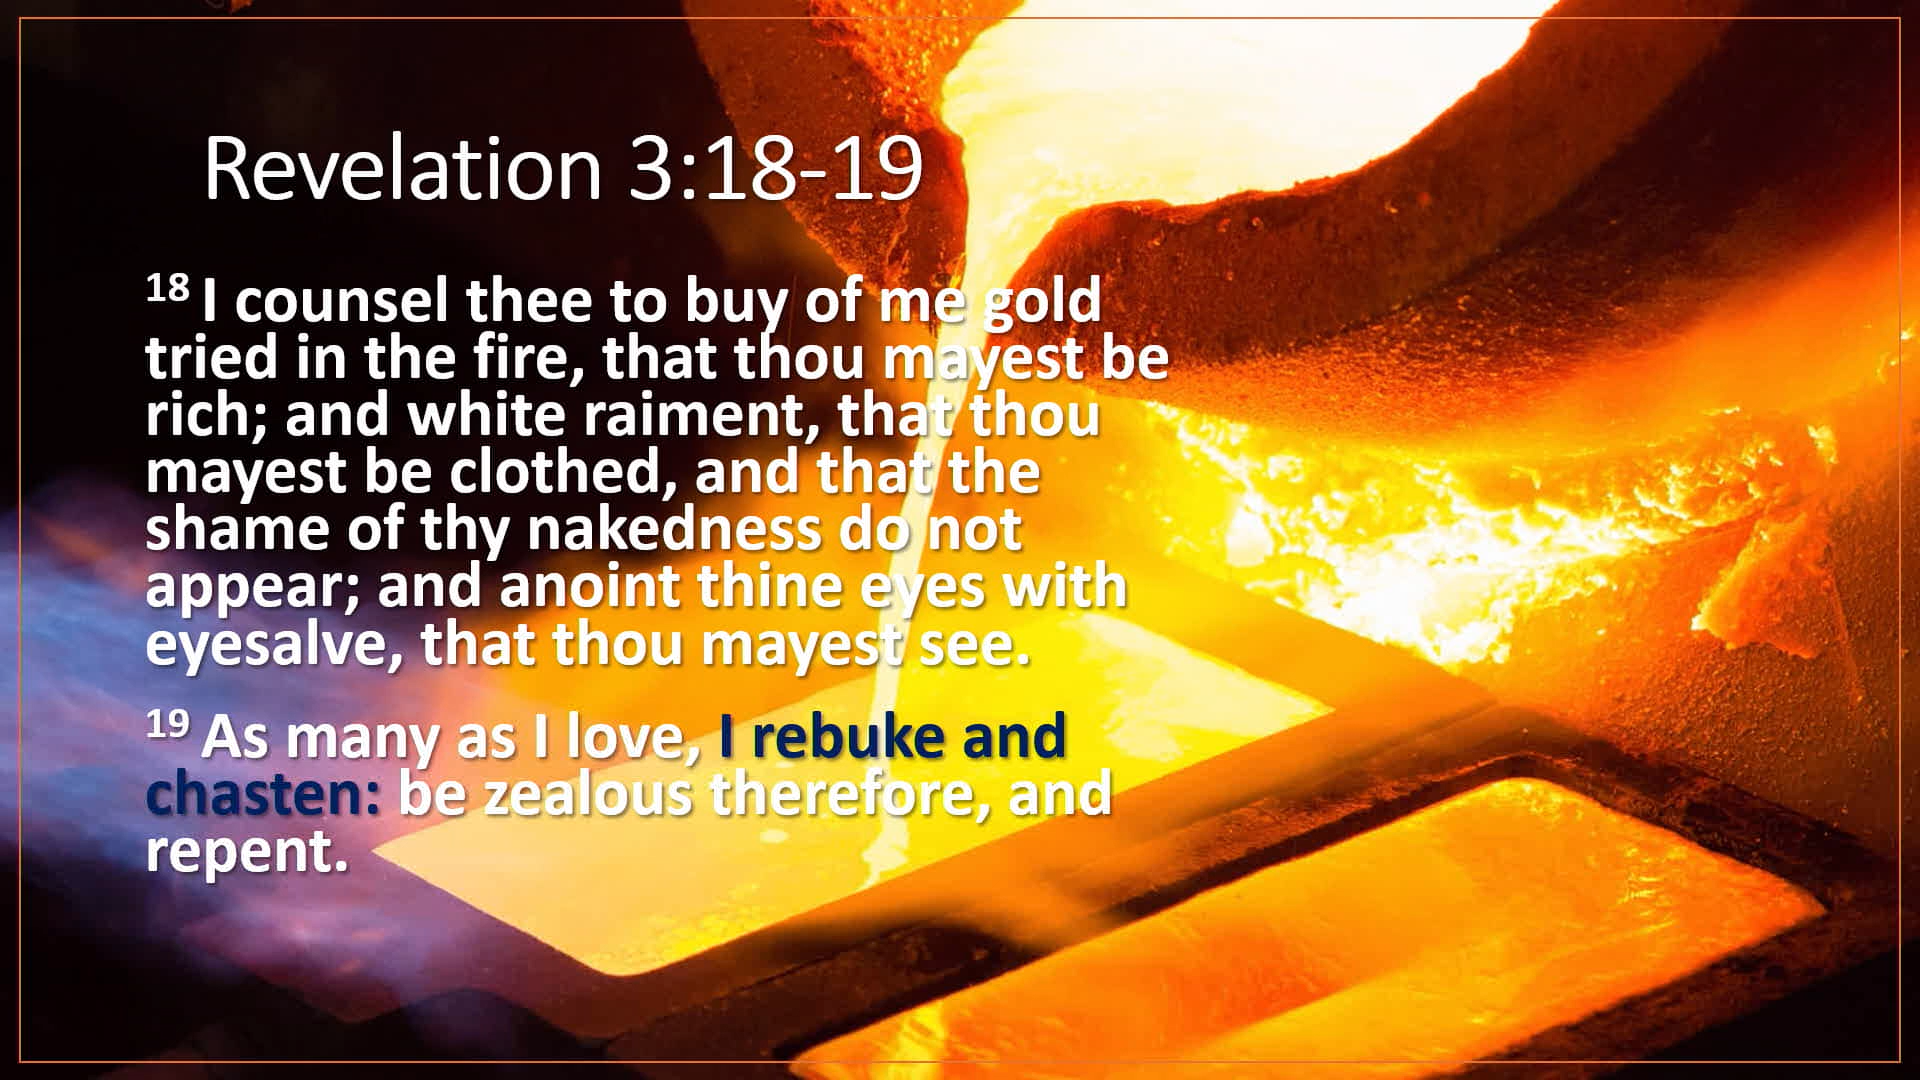 Revelation 3:18-19
18 I counsel thee to buy of me gold
tried in the fire, that thou mayest be
rich; and white raiment, that thou
mayest be clothed, and that the
shame of thy nakedness do not
appear; and anoint thine eyes with
eyesalve, that thou mayest see.
19 As many as I love, I rebuke and
chasten: be zealous therefore, and
repent.